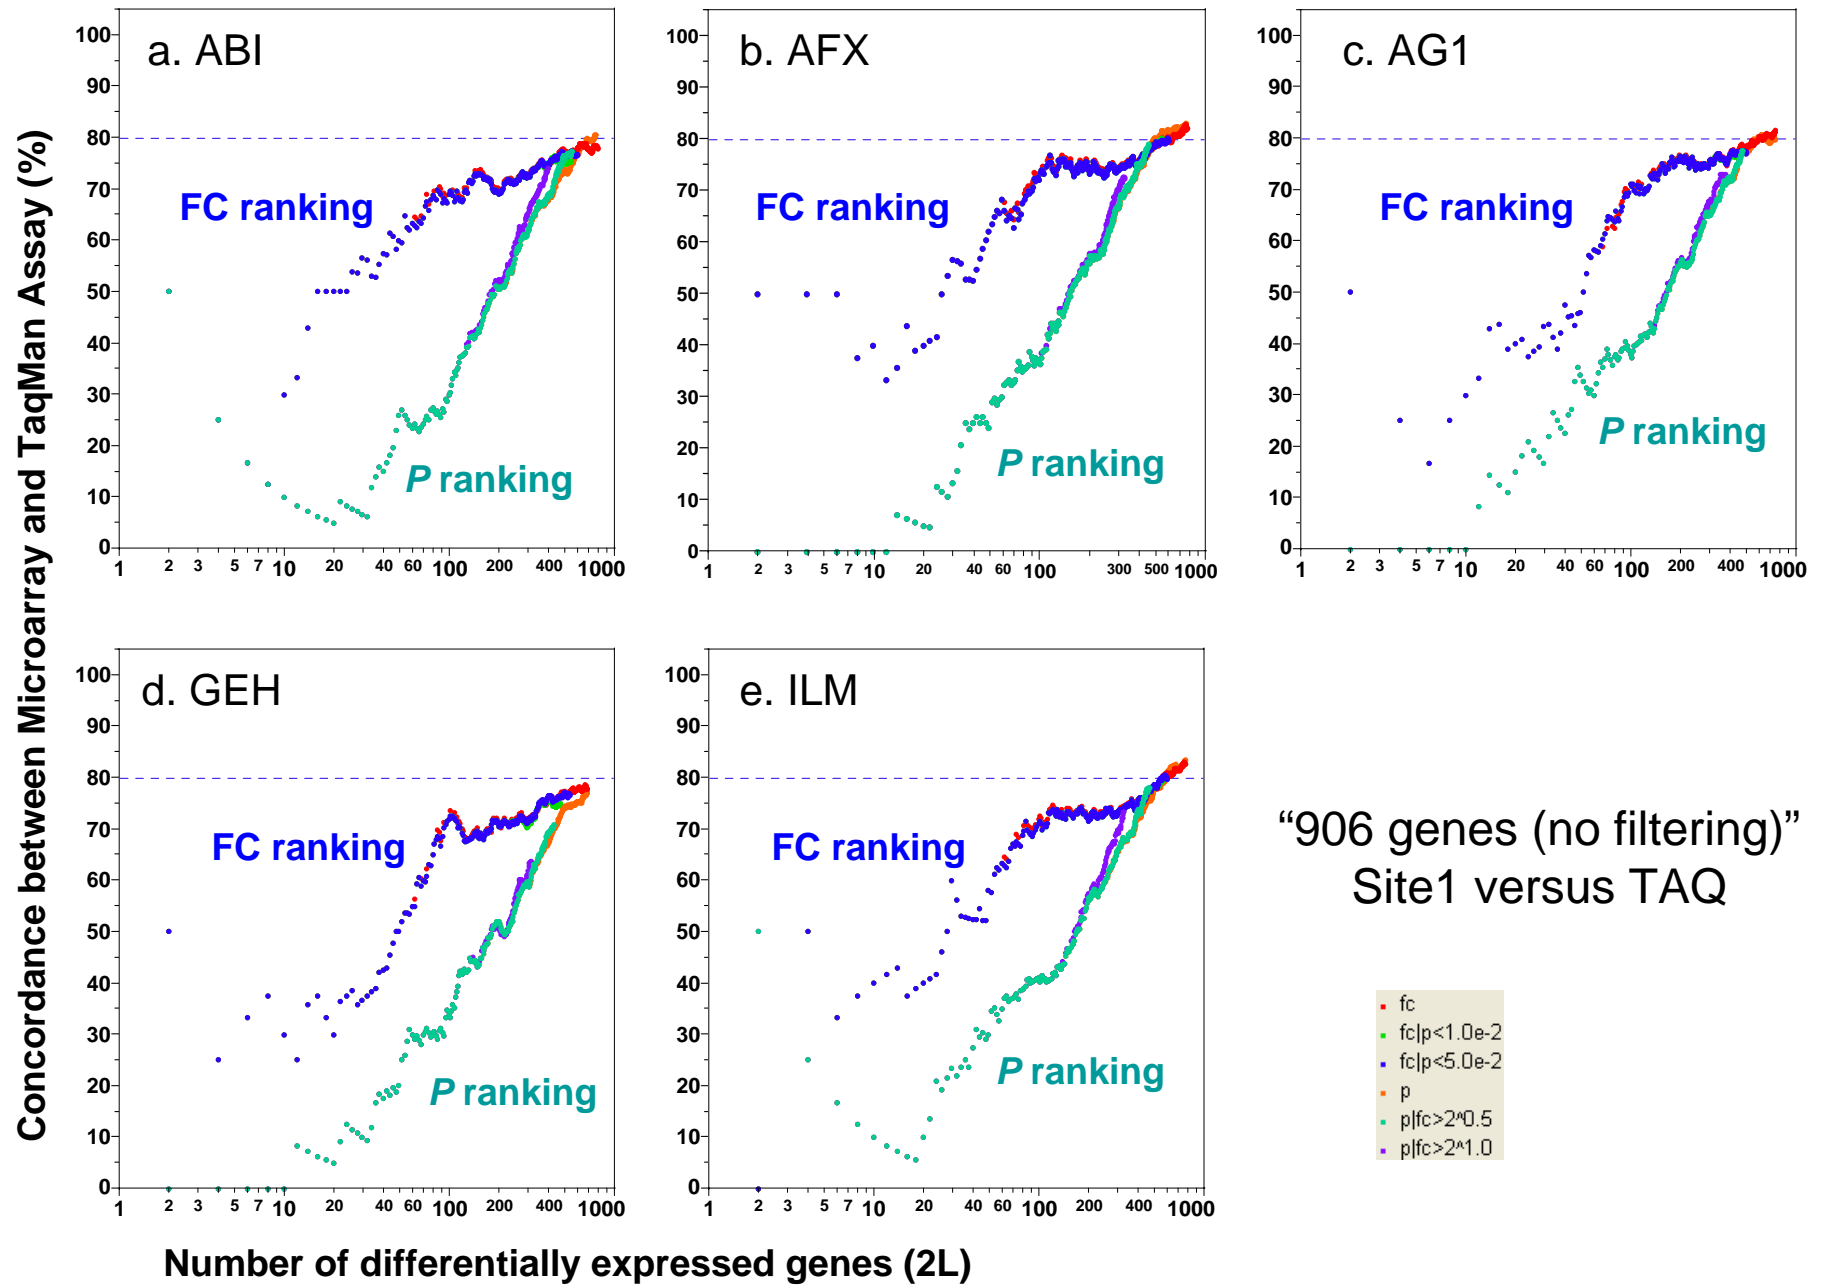 Concordance between Microarray and TaqMan Assay (%)
a. ABI
100
90
80
70
60
50
40
30
20
10
0
FC ranking
P ranking
1 2 3 5 7 10 20 40 60 100 200 400 1000
b. AFX
100
90
80
70
60
50
40
30
20
10
0
FC ranking
P ranking
1 2 3 5 7 10 20 40 60 100 300 500 1000
c. AG1
100
90
80
70
60
50
40
30
20
10
0
FC ranking
P ranking
1 2 3 5 7 10 20 40 60 100 200 400 1000
d. GEH
100
90
80
70
60
50
40
30
20
10
0
FC ranking
P ranking
1 2 3 5 7 10 20 40 60 100 200 400 1000
e. ILM
100
90
80
70
60
50
40
30
20
10
0
FC ranking
P ranking
1 2 3 5 7 10 20 40 60 100 200 400 1000
“906 genes (no filtering)”
Site1 versus TAQ
fc
fc|p<1.0e-2
fc|p<5.0e-2
p
p|fc>2^0.5
p|fc>2^1.0
Number of differentially expressed genes (2L)